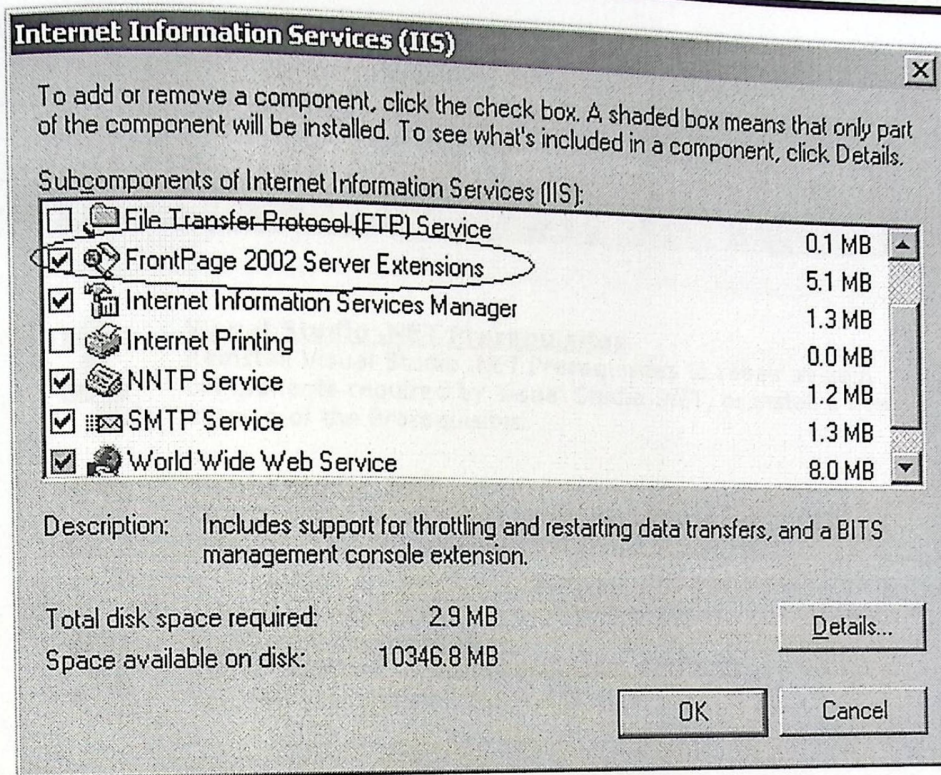 Internet Information Services (IIS)
To add or remove a component, click the check box. A shaded box means that only part
of the component will be installed. To see what's included in a component, click Details.
Subcomponents of Internet Information Services (IIS):
File Transfer Protocol (FTP) Service 0.1 MB
FrontPage 2002 Server Extensions 5.1 MB
Internet Information Services Manager 1.3 MB
Internet Printing 0.0 MB
NNTP Service 1.2 MB
SMTP Service 1.3 MB
World Wide Web Service 8.0 MB
Description: Includes support for throttling and restarting data transfers, and a BITS
management console extension.
Total disk space required: 2.9 MB
Space available on disk: 10346.8 MB
Details...
OK Cancel